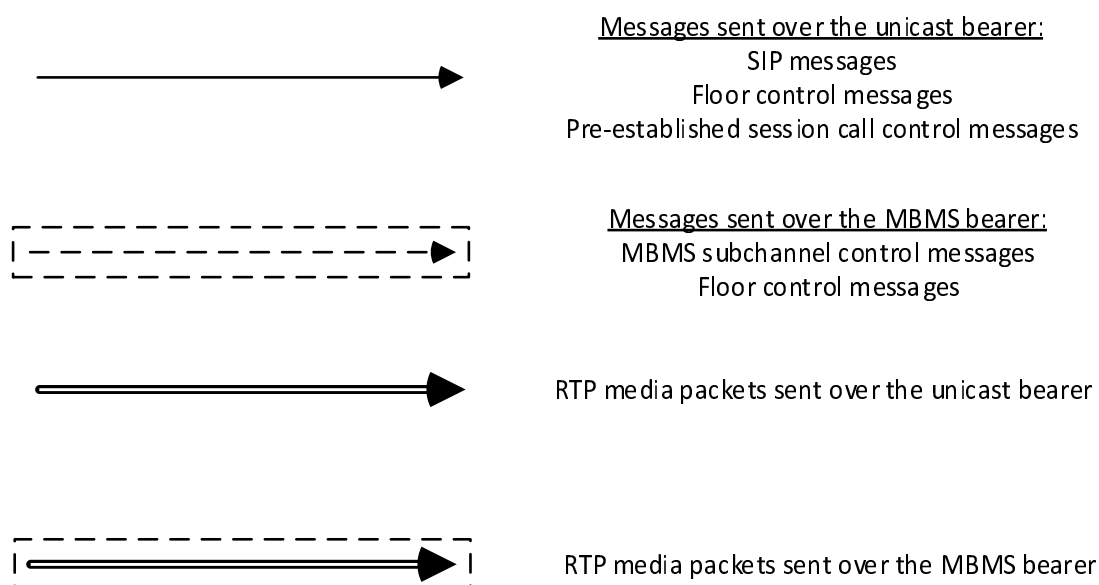 Messages sent over the unicast bearer:
SIP messages
Floor control messages
Pre-established session call control messages
Messages sent over the MBMS bearer:
MBMS subchannel control messages
Floor control messages
RTP media packets sent over the unicast bearer
RTP media packets sent over the MBMS bearer